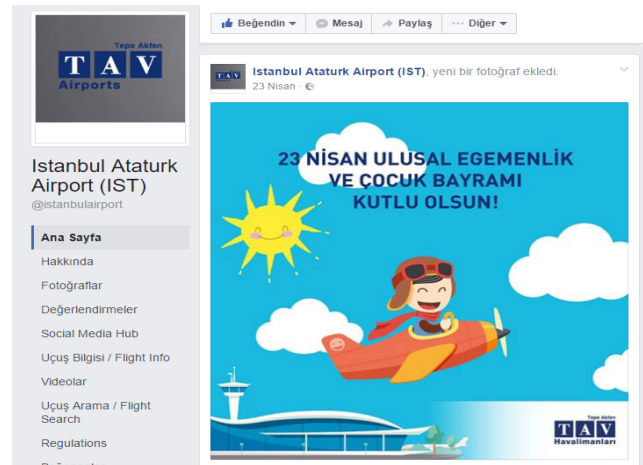 Beğendin
Mesaj
Paylaş
Diğer
Tepe Akfen
TAV
Airports
Istanbul Ataturk
Airport (IST)
@istanbulairport
Ana Sayfa
Hakkında
Fotoğraflar
Değerlendirmeler
Social Media Hub
Uçuş Bilgisi / Flight Info
Videolar
Uçuş Arama / Flight
Search
Regulations
TAV
Istanbul Ataturk Airport (IST), yeni bir fotoğraf ekledi.
23 Nisan ·
23 NİSAN ULUSAL EGEMENLİK
VE ÇOCUK BAYRAMI
KUTLU OLSUN!
Tepe Akfen
TAV
Havalimanları